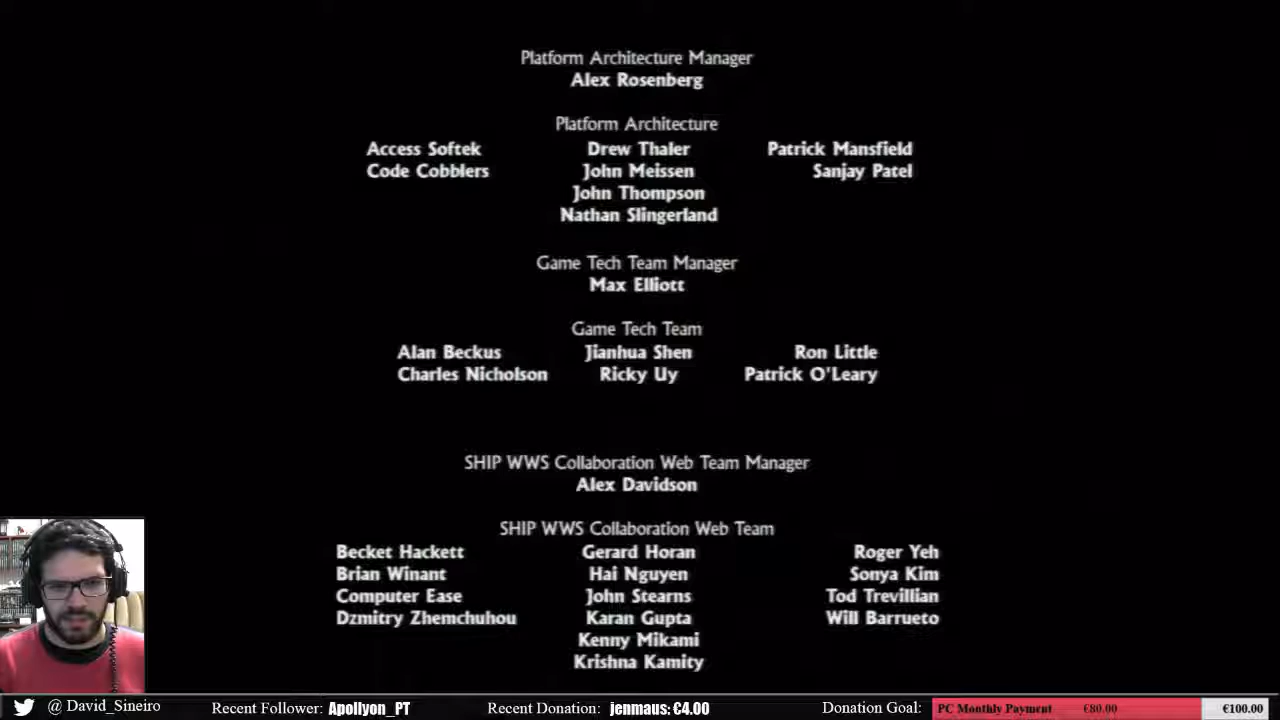 Platform Architecture Manager
Alex Rosenberg
Platform Architecture
Access Softek Drew Thaler Patrick Mansfield
Code Cobblers John Meissen Sanjay Patel
John Thompson
Nathan Slingerland
Game Tech Team Manager
Max Elliott
Game Tech Team
Alan Beckus Jianhua Shen Ron Little
Charles Nicholson Ricky Uy Patrick O'Leary
SHIP WWS Collaboration Web Team Manager
Alex Davidson
SHIP WWS Collaboration Web Team
Becket Hackett Gerard Horan Roger Yeh
Brian Winant Hai Nguyen Sonya Kim
Computer Ease John Stearns Tod Trevillian
Dzmitry Zhemchuhou Karan Gupta Will Barrueto
Kenny Mikami
Krishna Kamity
@ David_Sineiro Recent Follower: Apollyon_PT Recent Donation: jenmaus: €4.00 Donation Goal: PC Monthly Payment €80.00 €100.00